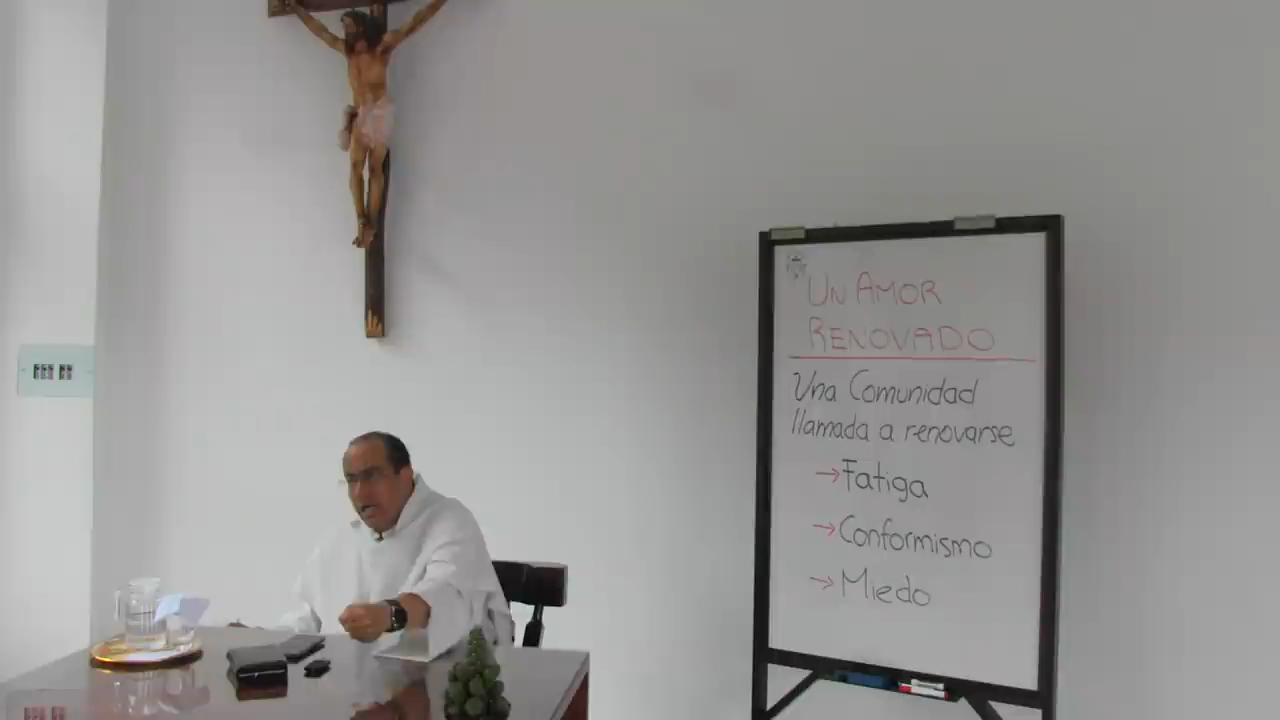 UN AMOR
RENOVADO
Una Comunidad
llamada a renovarse
→Fatiga
→Conformismo
→Miedo